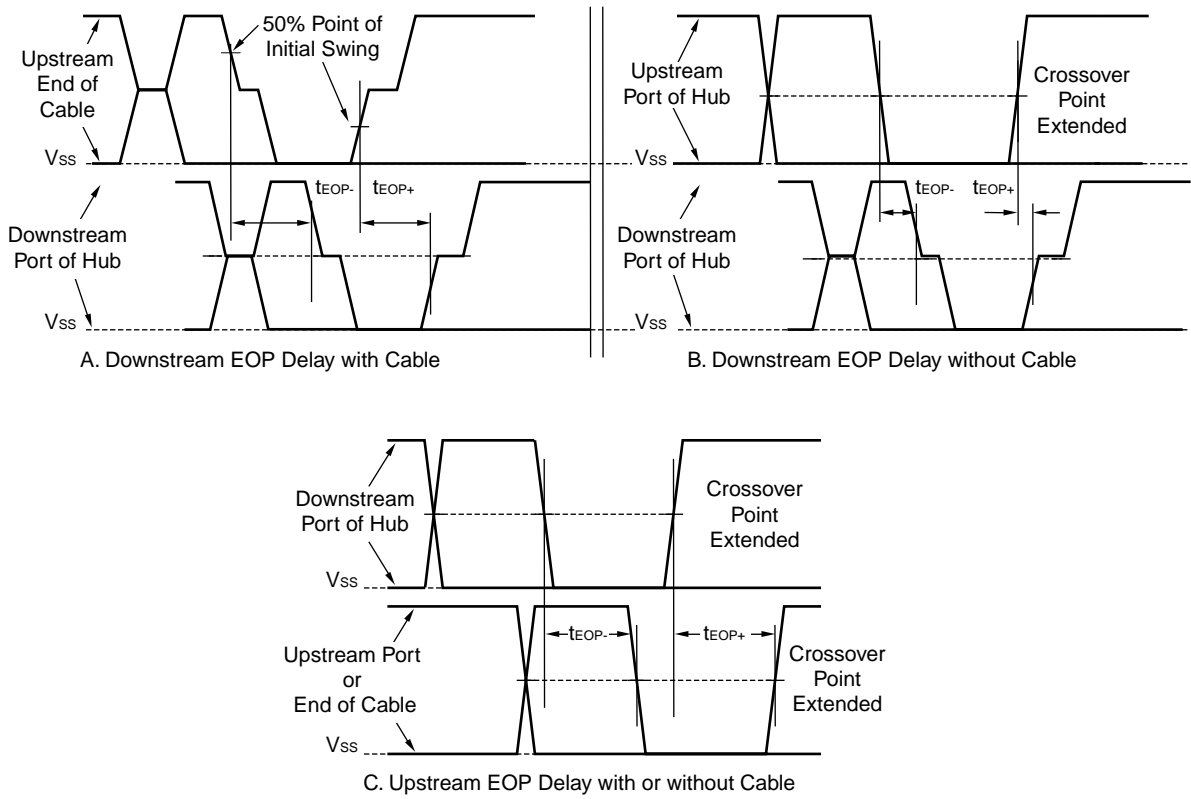 50% Point of
Initial Swing
Upstream
End of
Cable
VSS
tEOP-
tEOP+
Downstream
Port of Hub
VSS
A. Downstream EOP Delay with Cable
Upstream
Port of Hub
Crossover
Point
Extended
VSS
tEOP-
tEOP+
Downstream
Port of Hub
VSS
B. Downstream EOP Delay without Cable
Downstream
Port of Hub
Crossover
Point
Extended
VSS
tEOP-
tEOP+
Upstream Port
or
End of Cable
Crossover
Point
Extended
VSS
C. Upstream EOP Delay with or without Cable